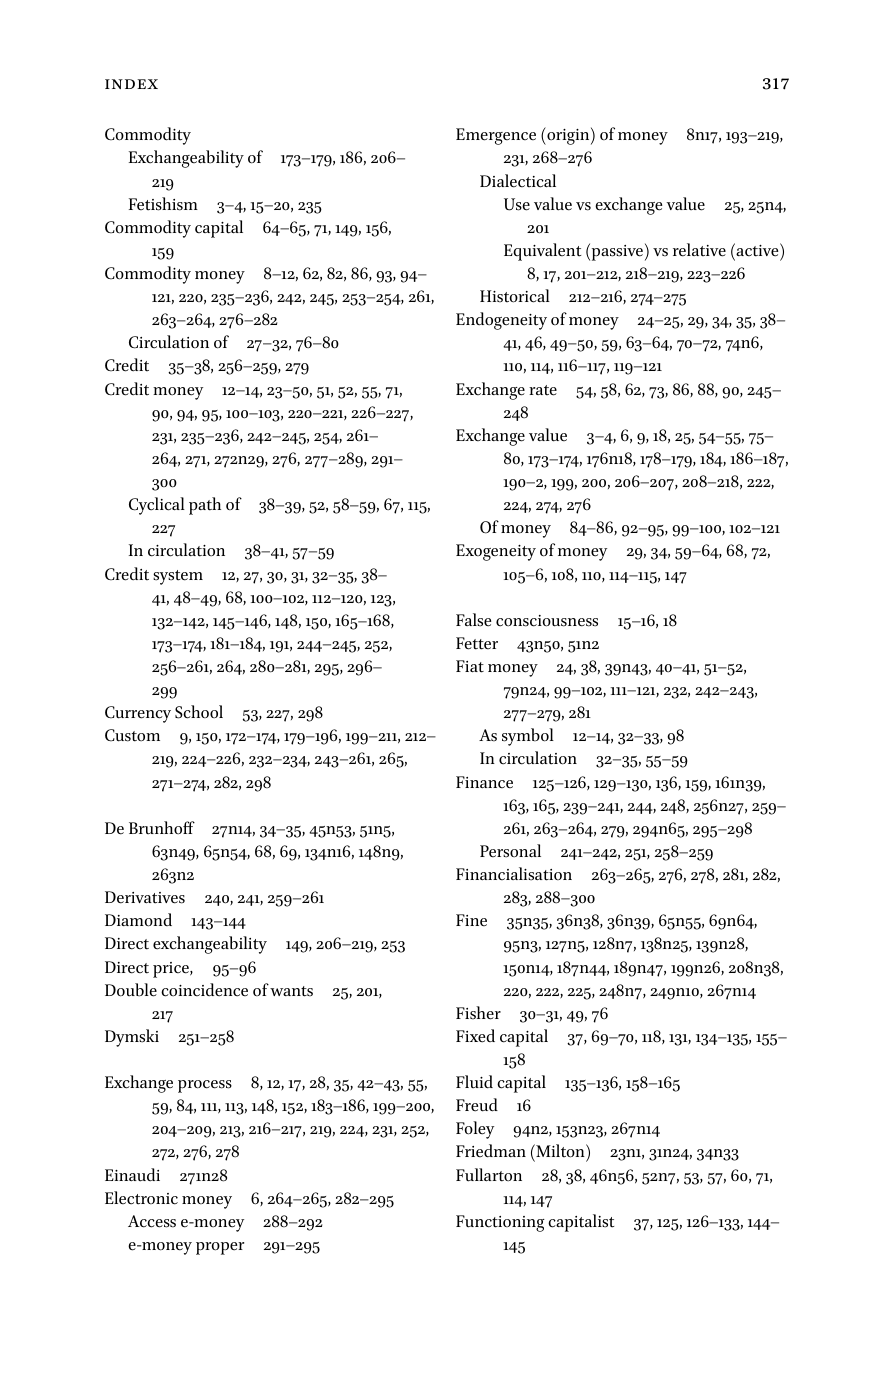 INDEX
317
Commodity
Exchangeability of 173–179, 186, 206–
219
Fetishism 3–4, 15–20, 235
Commodity capital 64–65, 71, 149, 156,
159
Commodity money 8–12, 62, 82, 86, 93, 94–
121, 220, 235–236, 242, 245, 253–254, 261,
263–264, 276–282
Circulation of 27–32, 76–80
Credit 35–38, 256–259, 279
Credit money 12–14, 23–50, 51, 52, 55, 71,
90, 94, 95, 100–103, 220–221, 226–227,
231, 235–236, 242–245, 254, 261–
264, 271, 272n29, 276, 277–289, 291–
300
Cyclical path of 38–39, 52, 58–59, 67, 115,
227
In circulation 38–41, 57–59
Credit system 12, 27, 30, 31, 32–35, 38–
41, 48–49, 68, 100–102, 112–120, 123,
132–142, 145–146, 148, 150, 165–168,
173–174, 181–184, 191, 244–245, 252,
256–261, 264, 280–281, 295, 296–
299
Currency School 53, 227, 298
Custom 9, 150, 172–174, 179–196, 199–211, 212–
219, 224–226, 232–234, 243–261, 265,
271–274, 282, 298
De Brunhoff 27n14, 34–35, 45n53, 51n5,
63n49, 65n54, 68, 69, 134n16, 148n9,
263n2
Derivatives 240, 241, 259–261
Diamond 143–144
Direct exchangeability 149, 206–219, 253
Direct price, 95–96
Double coincidence of wants 25, 201,
217
Dymski 251–258
Exchange process 8, 12, 17, 28, 35, 42–43, 55,
59, 84, 111, 113, 148, 152, 183–186, 199–200,
204–209, 213, 216–217, 219, 224, 231, 252,
272, 276, 278
Einaudi 271n28
Electronic money 6, 264–265, 282–295
Access e-money 288–292
e-money proper 291–295
Emergence (origin) of money 8n17, 193–219,
231, 268–276
Dialectical
Use value vs exchange value 25, 25n4,
201
Equivalent (passive) vs relative (active)
8, 17, 201–212, 218–219, 223–226
Historical 212–216, 274–275
Endogeneity of money 24–25, 29, 34, 35, 38–
41, 46, 49–50, 59, 63–64, 70–72, 74n6,
110, 114, 116–117, 119–121
Exchange rate 54, 58, 62, 73, 86, 88, 90, 245–
248
Exchange value 3–4, 6, 9, 18, 25, 54–55, 75–
80, 173–174, 176n18, 178–179, 184, 186–187,
190–2, 199, 200, 206–207, 208–218, 222,
224, 274, 276
Of money 84–86, 92–95, 99–100, 102–121
Exogeneity of money 29, 34, 59–64, 68, 72,
105–6, 108, 110, 114–115, 147
False consciousness 15–16, 18
Fetter 43n50, 51n2
Fiat money 24, 38, 39n43, 40–41, 51–52,
79n24, 99–102, 111–121, 232, 242–243,
277–279, 281
As symbol 12–14, 32–33, 98
In circulation 32–35, 55–59
Finance 125–126, 129–130, 136, 159, 161n39,
163, 165, 239–241, 244, 248, 256n27, 259–
261, 263–264, 279, 294n65, 295–298
Personal 241–242, 251, 258–259
Financialisation 263–265, 276, 278, 281, 282,
283, 288–300
Fine 35n35, 36n38, 36n39, 65n55, 69n64,
95n3, 127n5, 128n7, 138n25, 139n28,
150n14, 187n44, 189n47, 199n26, 208n38,
220, 222, 225, 248n7, 249n10, 267n14
Fisher 30–31, 49, 76
Fixed capital 37, 69–70, 118, 131, 134–135, 155–
158
Fluid capital 135–136, 158–165
Freud 16
Foley 94n2, 153n23, 267n14
Friedman (Milton) 23n1, 31n24, 34n33
Fullarton 28, 38, 46n56, 52n7, 53, 57, 60, 71,
114, 147
Functioning capitalist 37, 125, 126–133, 144–
145